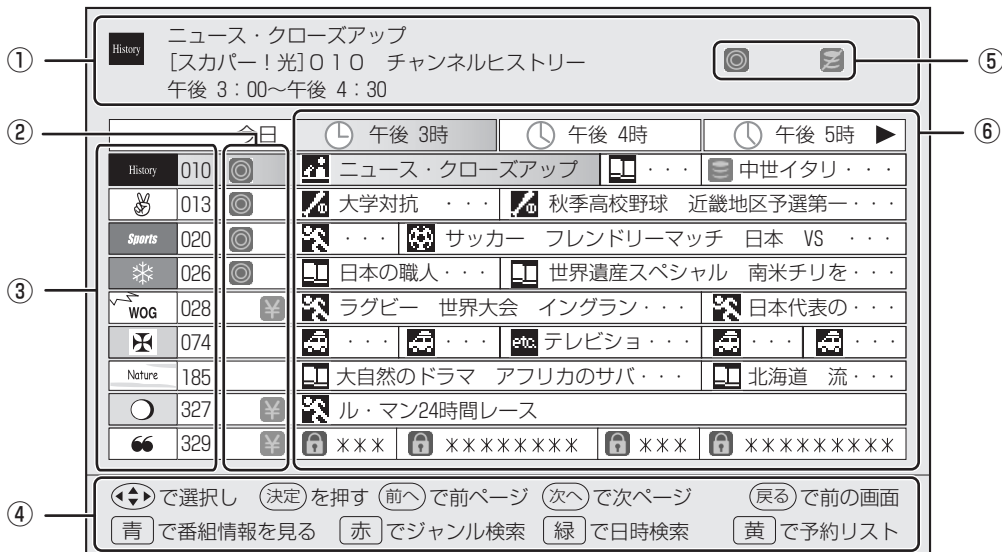 ①
History
ニュース・クローズアップ
[スカパー！光]０１０　チャンネルヒストリー
午後 3：00～午後 4：30
⑤
②
今日
午後 3時
午後 4時
午後 5時 ▶
⑥
History 010 ニュース・クローズアップ ・・・ 中世イタリ・・・
013 大学対抗　・・・ 秋季高校野球　近畿地区予選第一・・・
Sports 020 ・・・ サッカー　フレンドリーマッチ　日本　VS　・・・
026 日本の職人・・・ 世界遺産スペシャル　南米チリを・・・
③
WOG 028 ¥ ラグビー　世界大会　イングラン・・・ 日本代表の・・・
074 ・・・ ・・・ etc. テレビショ・・・ ・・・ ・・・
Nature 185 大自然のドラマ　アフリカのサバ・・・ 北海道　流・・・
327 ¥ ル・マン24時間レース
329 ¥ ＊＊＊ ＊＊＊＊＊＊＊＊ ＊＊＊ ＊＊＊＊＊＊＊＊＊
④
で選択し 決定を押す 前へで前ページ 次へで次ページ 戻るで前の画面
青で番組情報を見る 赤でジャンル検索 緑で日時検索 黄で予約リスト